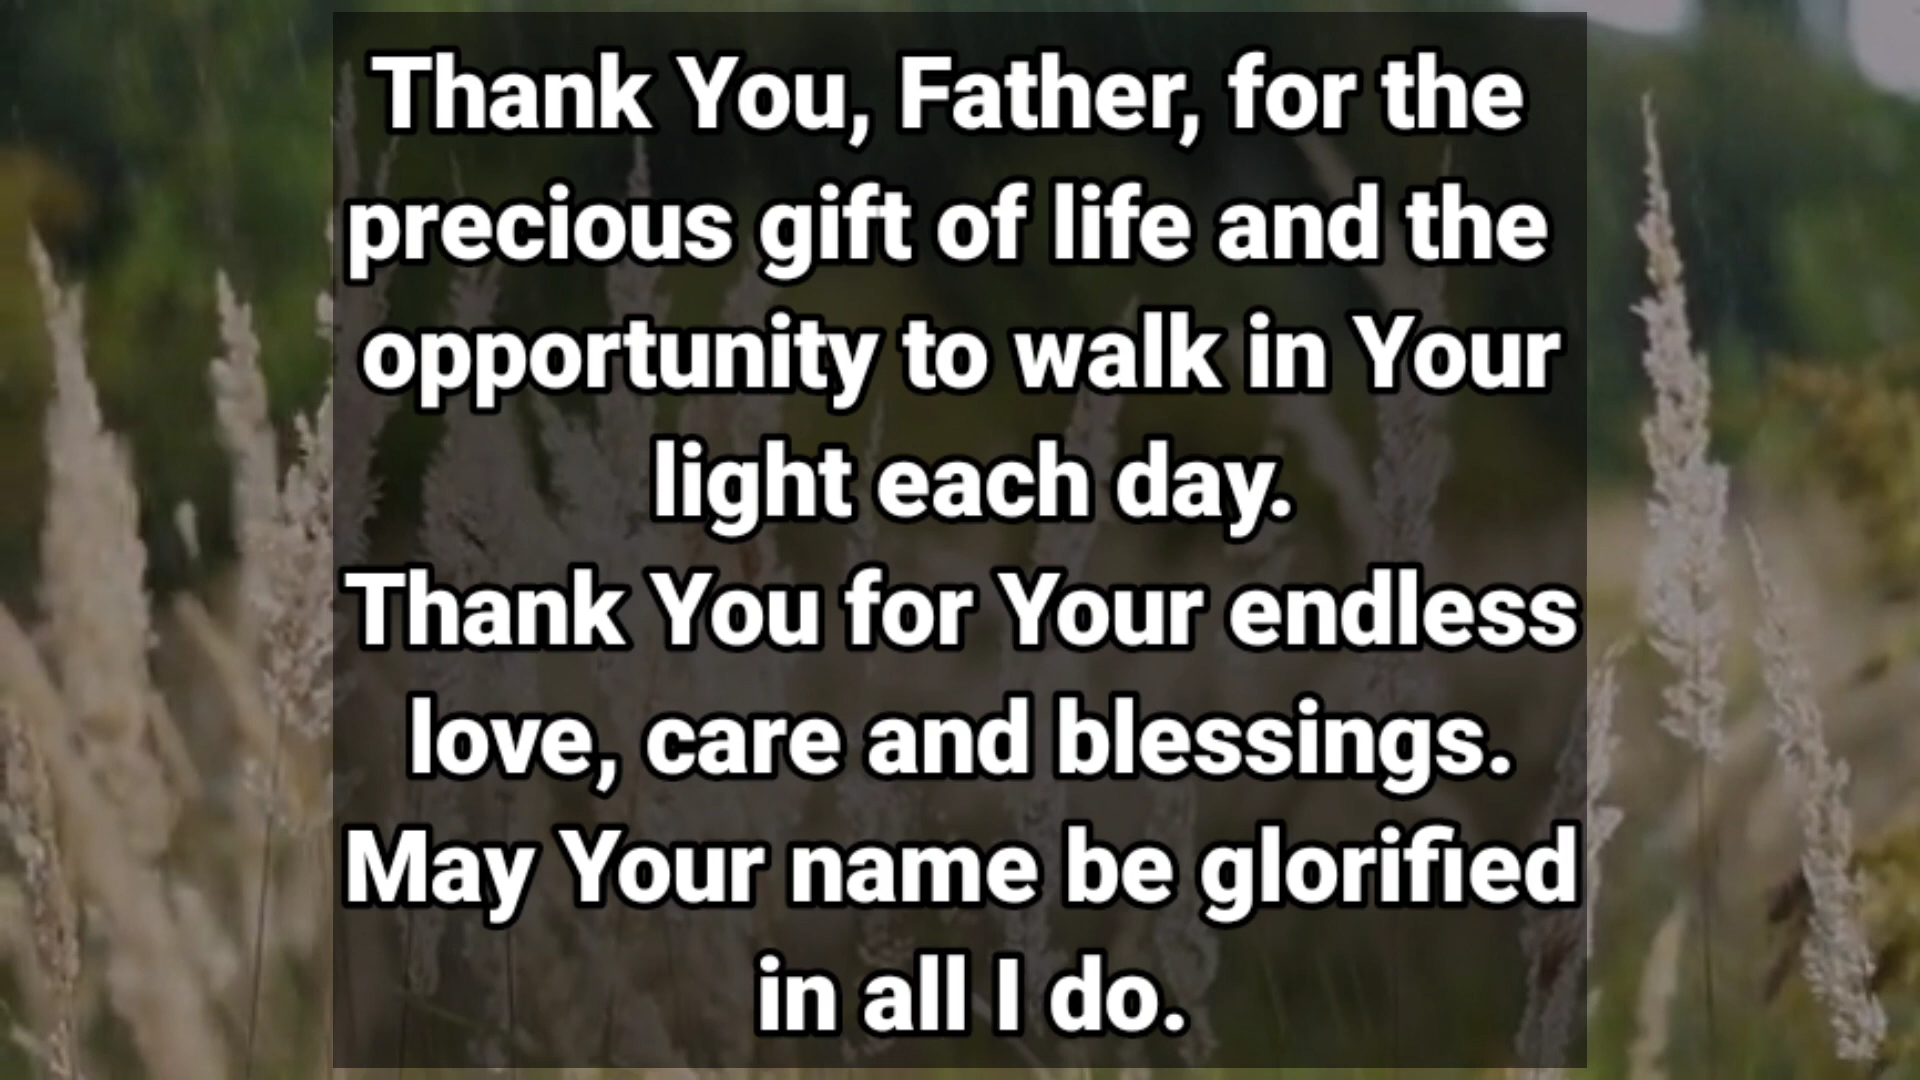 Thank You, Father, for the
precious gift of life and the
opportunity to walk in Your
light each day.
Thank You for Your endless
love, care and blessings.
May Your name be glorified
in all I do.